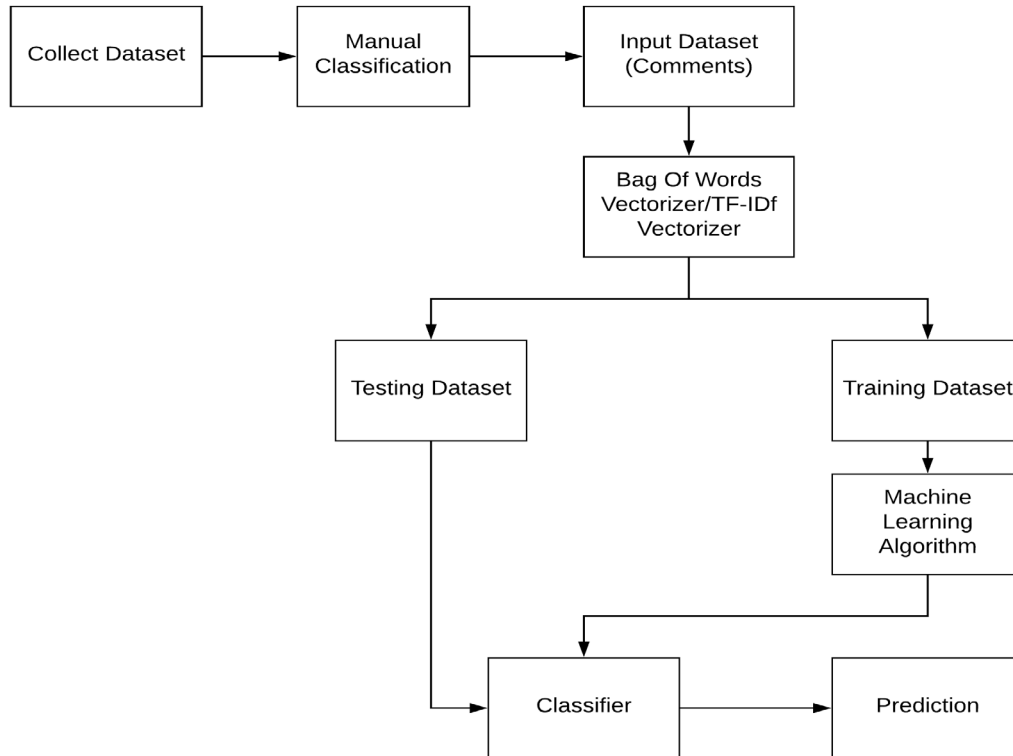 Collect Dataset
Manual
Classification
Input Dataset
(Comments)
Bag Of Words
Vectorizer/TF-IDf
Vectorizer
Testing Dataset
Training Dataset
Machine
Learning
Algorithm
Classifier
Prediction